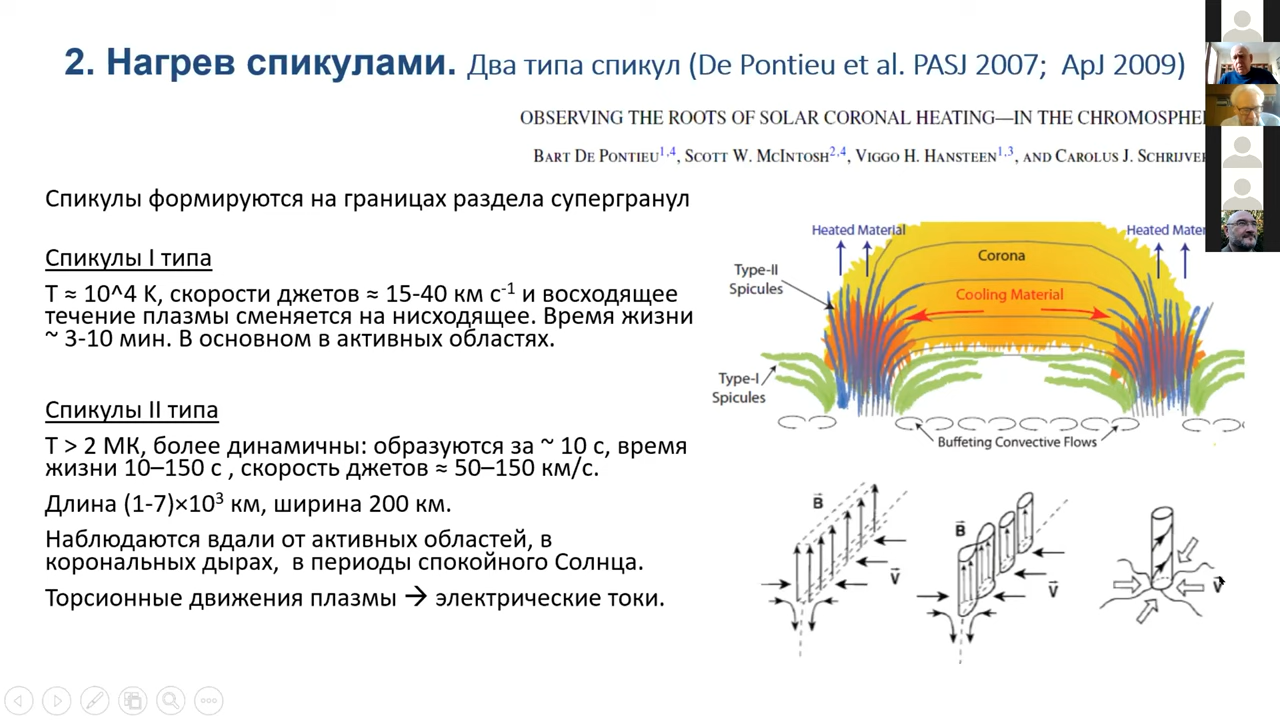 2. Нагрев спикулами. Два типа спикул (De Pontieu et al. PASJ 2007; ApJ 2009)
OBSERVING THE ROOTS OF SOLAR CORONAL HEATING—IN THE
BART DE PONTIEU1,4, SCOTT W. MCINTOSH2,4, VIGGO H. HANSTEEN1,3, AND CAROLUS J.
Спикулы формируются на границах раздела супергранул
Спикулы I типа
T ≈ 10^4 K, скорости джетов ≈ 15-40 км с-1 и восходящее
течение плазмы сменяется на нисходящее. Время жизни
~ 3-10 мин. В основном в активных областях.
Спикулы II типа
T > 2 МК, более динамичны: образуются за ~ 10 с, время
жизни 10–150 с , скорость джетов ≈ 50–150 км/с.
Длина (1-7)×10³ км, ширина 200 км.
Наблюдаются вдали от активных областей, в
корональных дырах, в периоды спокойного Солнца.
Торсионные движения плазмы → электрические токи.
Heated Material
Heated
Corona
Type-II
Spicules
Cooling Material
Type-I
Spicules
Buffeting Convective Flows
B
V
B
V
V